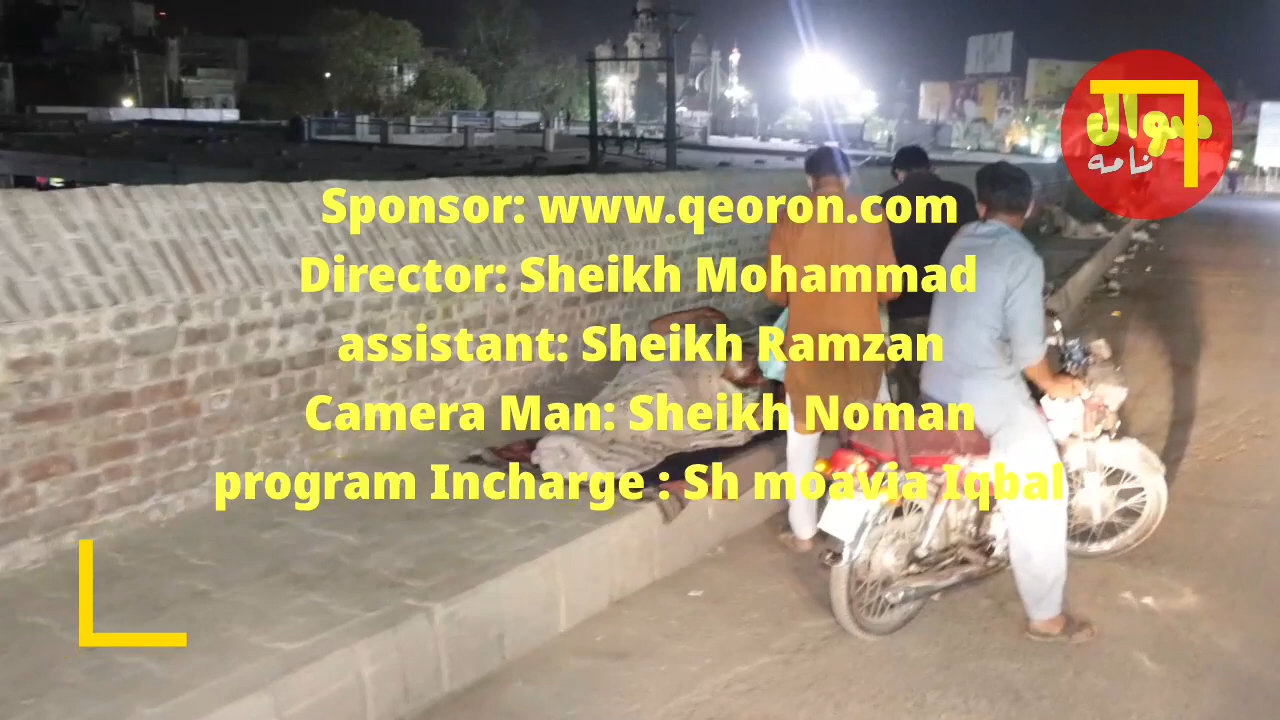 سوال
نامہ
Sponsor: www.qeoron.com
Director: Sheikh Mohammad
assistant: Sheikh Ramzan
Camera Man: Sheikh Noman
program Incharge : Sh moavia Iqbal